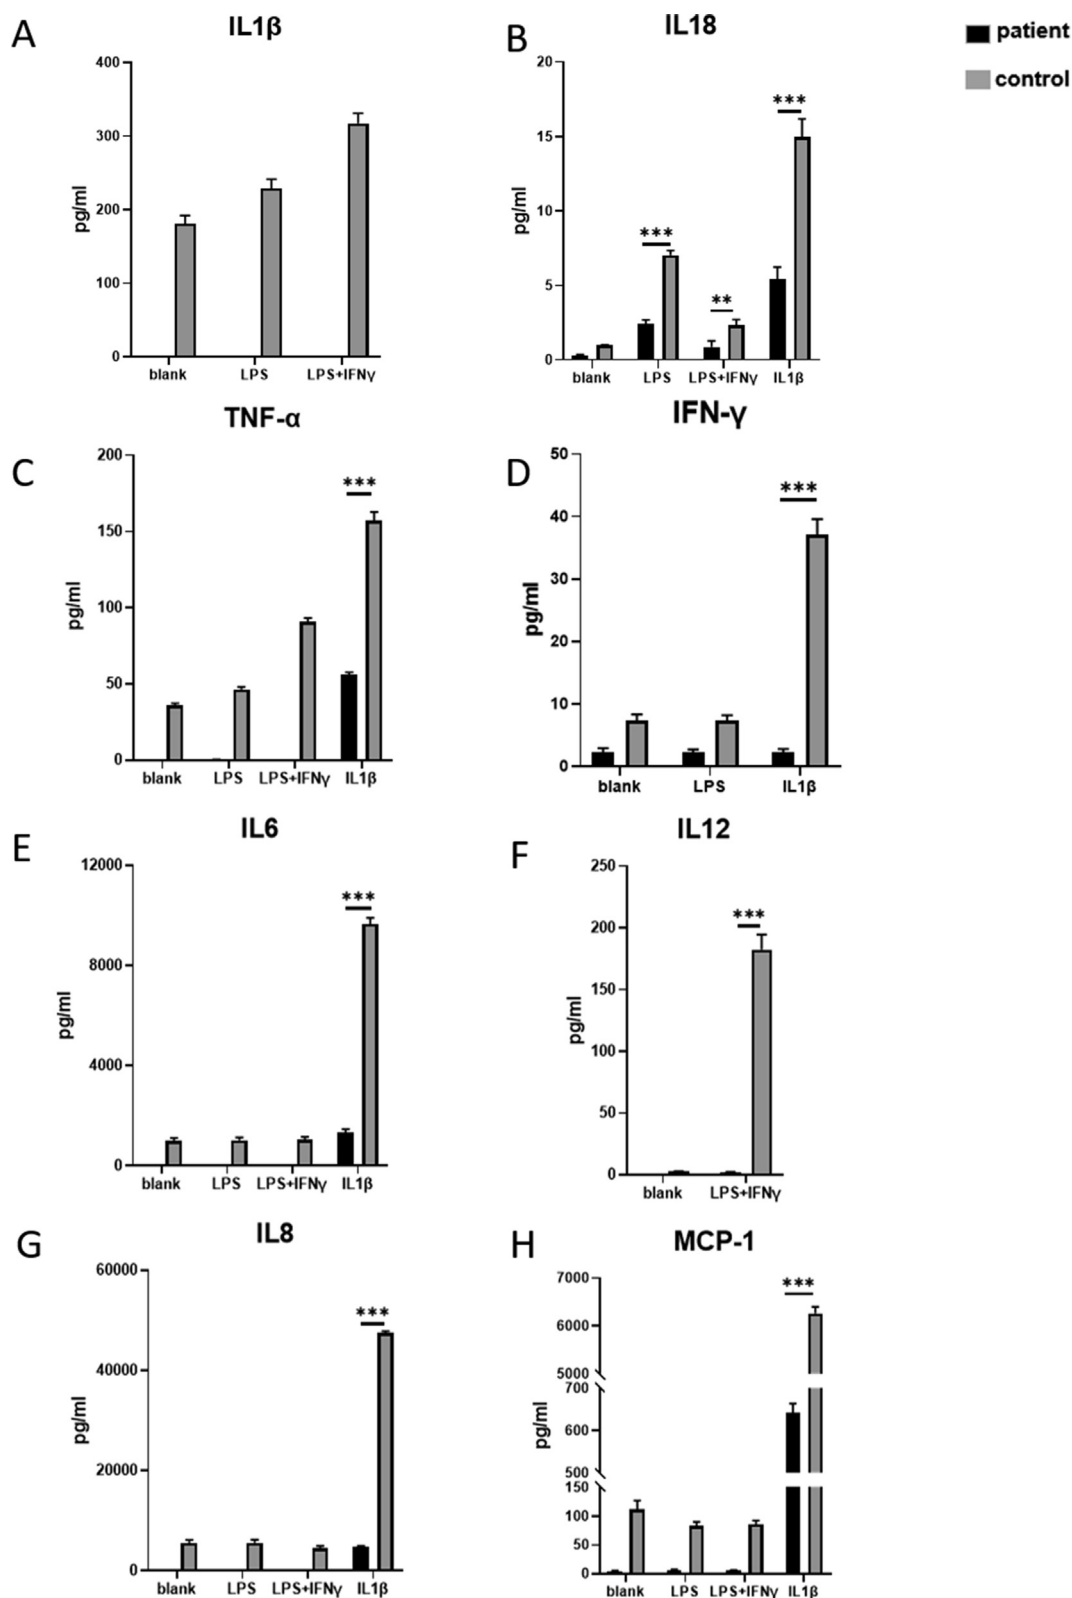 A
IL1β
400
300
200
100
0
pg/ml
blank
LPS
LPS+IFNγ
B
IL18
20
15
10
5
0
pg/ml
***
**
***
blank
LPS
LPS+IFNγ
IL1β
patient
control
C
TNF-α
200
150
100
50
0
pg/ml
***
blank
LPS
LPS+IFNγ
IL1β
D
IFN-γ
50
40
30
20
10
0
pg/ml
***
blank
LPS
IL1β
E
IL6
12000
8000
4000
0
pg/ml
***
blank
LPS
LPS+IFNγ
IL1β
F
IL12
250
200
150
100
50
0
pg/ml
***
blank
LPS+IFNγ
G
IL8
60000
40000
20000
0
pg/ml
***
blank
LPS
LPS+IFNγ
IL1β
H
MCP-1
7000
6000
5000
700
600
500
150
100
50
0
pg/ml
***
blank
LPS
LPS+IFNγ
IL1β